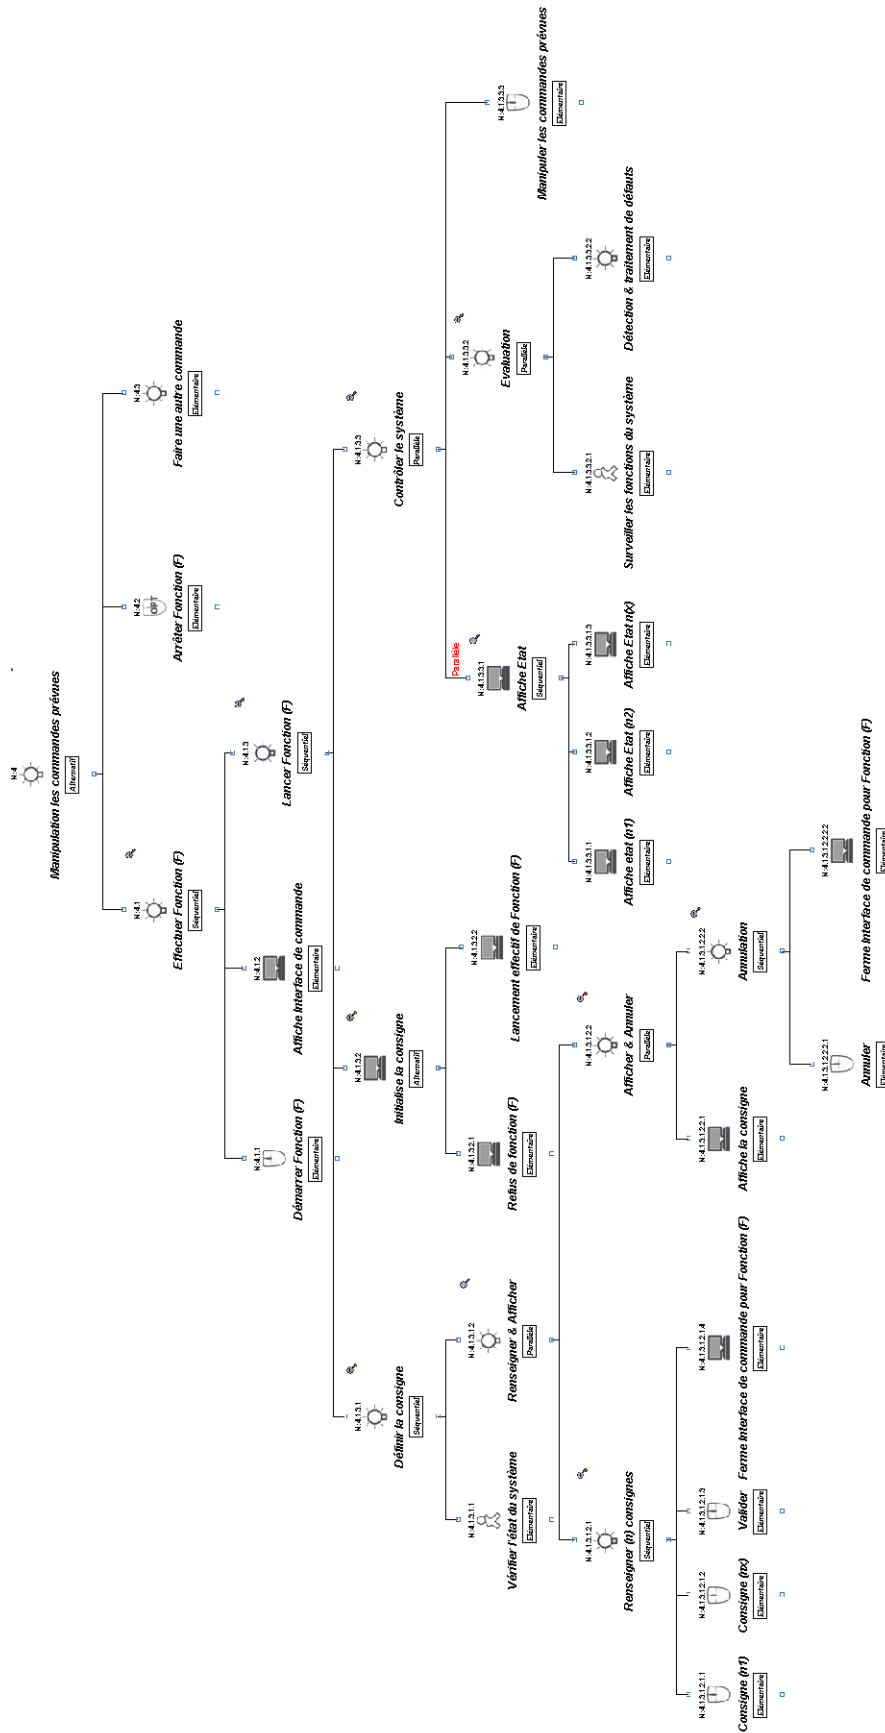 N:4
Manipulation les commandes prévues
Alternatif
N:4.1
Effectuer Fonction (F)
Séquentiel
N:4.2
OPT
Arrêter Fonction (F)
Elémentaire
N:4.3
Faire une autre commande
Elémentaire
N:4.1.1
Démarrer Fonction (F)
Elémentaire
N:4.1.2
Affiche Interface de commande
Elémentaire
N:4.1.3
Lancer Fonction (F)
Séquentiel
N:4.1.3.1
Définir la consigne
Séquentiel
N:4.1.3.2
Initialise la consigne
Alternatif
N:4.1.3.3
Contrôler le système
Parallèle
N:4.1.3.1.1
Vérifier l'état du système
Elémentaire
N:4.1.3.1.2
Renseigner & Afficher
Parallèle
N:4.1.3.2.1
Refus de fonction (F)
Elémentaire
N:4.1.3.2.2
Lancement effectif de Fonction (F)
Elémentaire
Parallèle
N:4.1.3.3.1
Affiche Etat
Séquentiel
N:4.1.3.3.2
Evaluation
Parallèle
N:4.1.3.3.3
Manipuler les commandes prévues
Elémentaire
N:4.1.3.1.2.1
Renseigner (n) consignes
Séquentiel
N:4.1.3.1.2.2
Afficher & Annuler
Parallèle
N:4.1.3.3.1.1
Affiche etat (n1)
Elémentaire
N:4.1.3.3.1.2
Affiche Etat (n2)
Elémentaire
N:4.1.3.3.1.3
Affiche Etat n(x)
Elémentaire
N:4.1.3.3.2.1
Surveiller les fonctions du système
Elémentaire
N:4.1.3.3.2.2
Détection & traitement de défauts
Elémentaire
N:4.1.3.1.2.1.1
Consigne (n1)
Elémentaire
N:4.1.3.1.2.1.2
Consigne (nx)
Elémentaire
N:4.1.3.1.2.1.3
Valider
Elémentaire
N:4.1.3.1.2.1.4
Ferme Interface de commande pour Fonction (F)
Elémentaire
N:4.1.3.1.2.2.1
Affiche la consigne
Elémentaire
N:4.1.3.1.2.2.2
Annulation
Séquentiel
N:4.1.3.1.2.2.2.1
Annuler
Elémentaire
N:4.1.3.1.2.2.2.2
Ferme Interface de commande pour Fonction (F)
Elémentaire